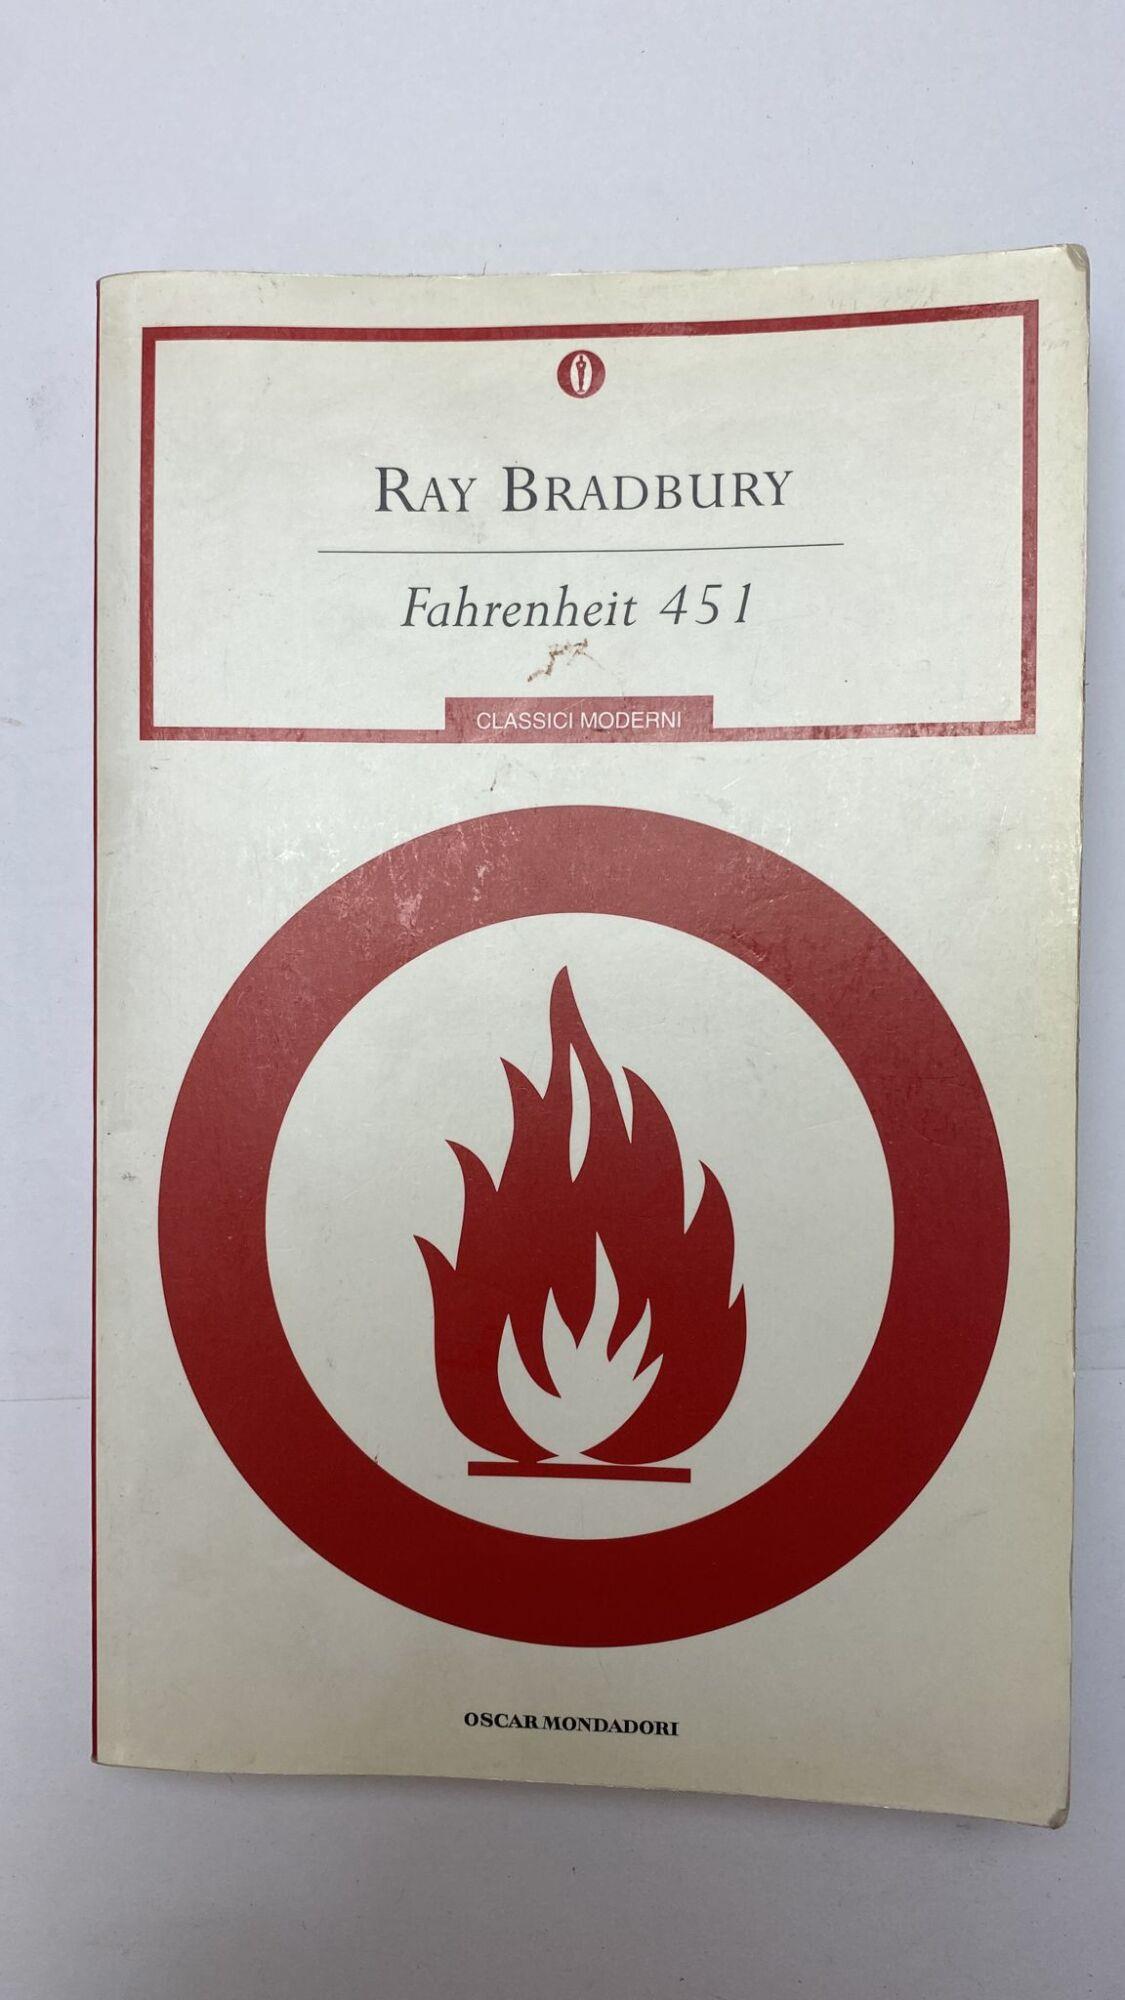 RAY BRADBURY
Fahrenheit 451
CLASSICI MODERNI
OSCAR MONDADORI